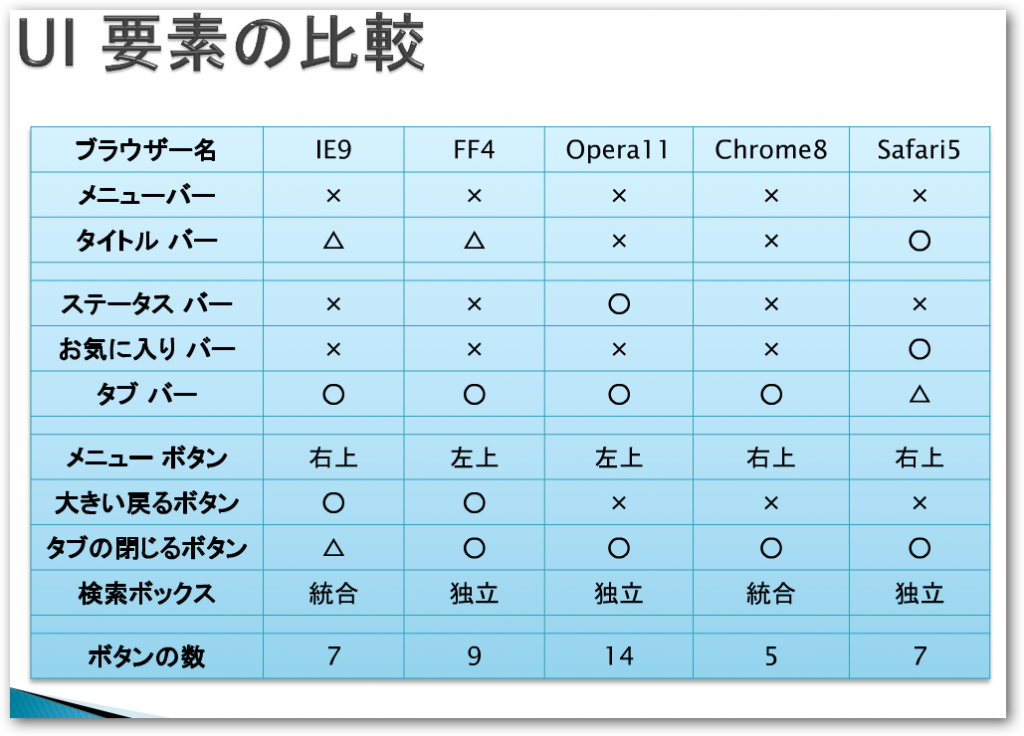 UI 要素の比較
ブラウザー名 IE9 FF4 Opera11 Chrome8 Safari5
メニューバー × × × × ×
タイトル バー △ △ × × ○
ステータス バー × × ○ × ×
お気に入り バー × × × × ○
タブ バー ○ ○ ○ ○ △
メニュー ボタン 右上 左上 左上 右上 右上
大きい戻るボタン ○ ○ × × ×
タブの閉じるボタン △ ○ ○ ○ ○
検索ボックス 統合 独立 独立 統合 独立
ボタンの数 7 9 14 5 7